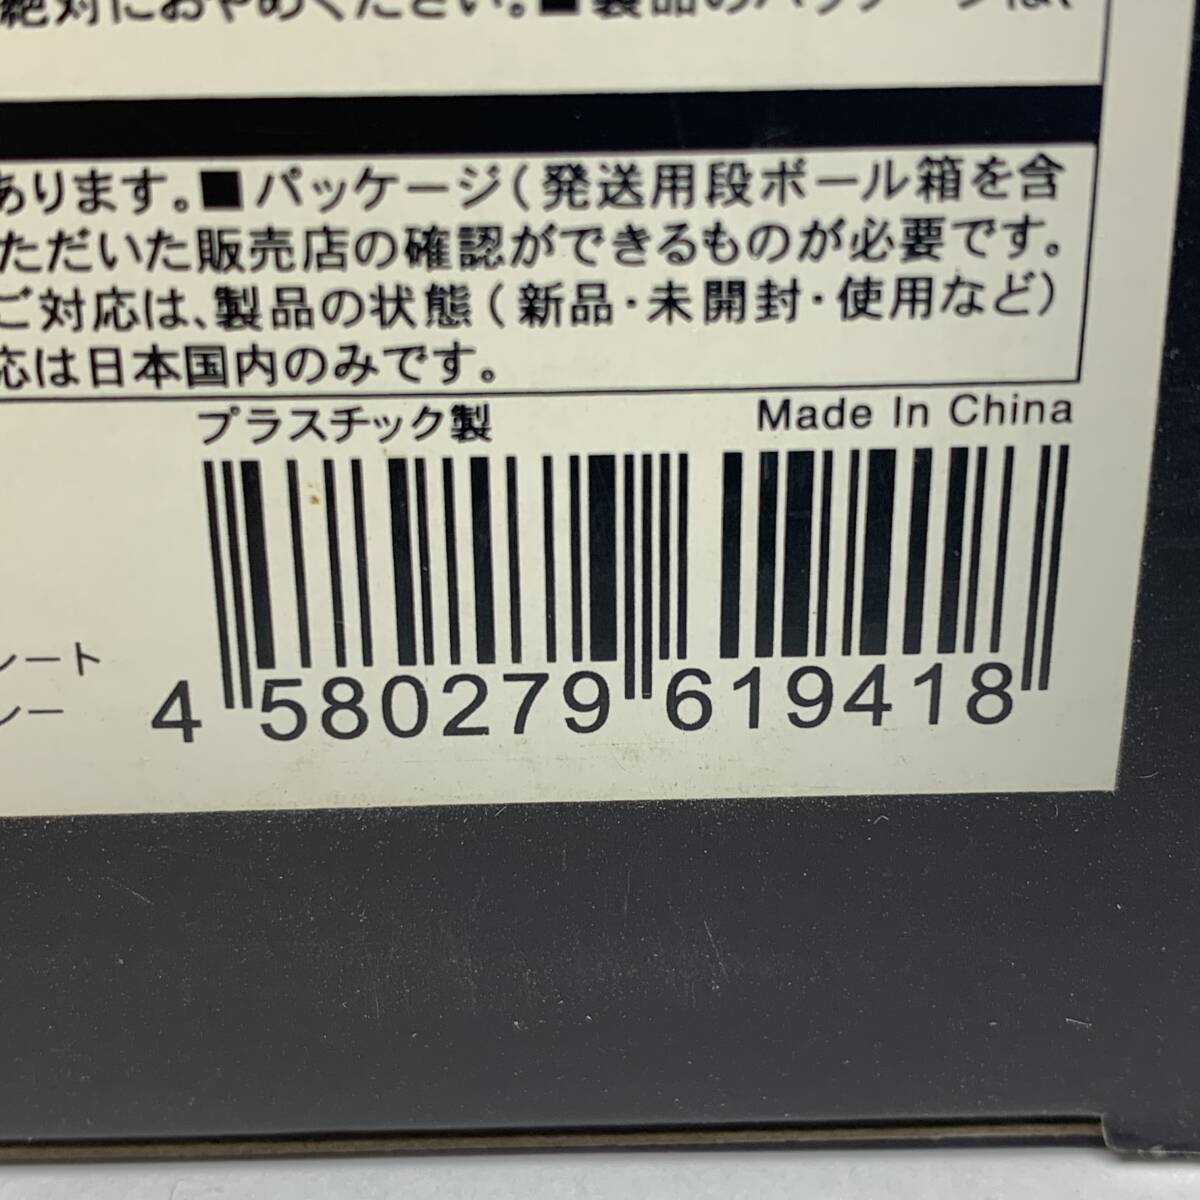 絶対におやめください。■製品のパッケージは、
あります。■パッケージ(発送用段ボール箱を含
ただいた販売店の確認ができるものが必要です。
ご対応は、製品の状態(新品・未開封・使用など)
応は日本国内のみです。
プラスチック製 Made In China
レート
レー
4 580279 619418